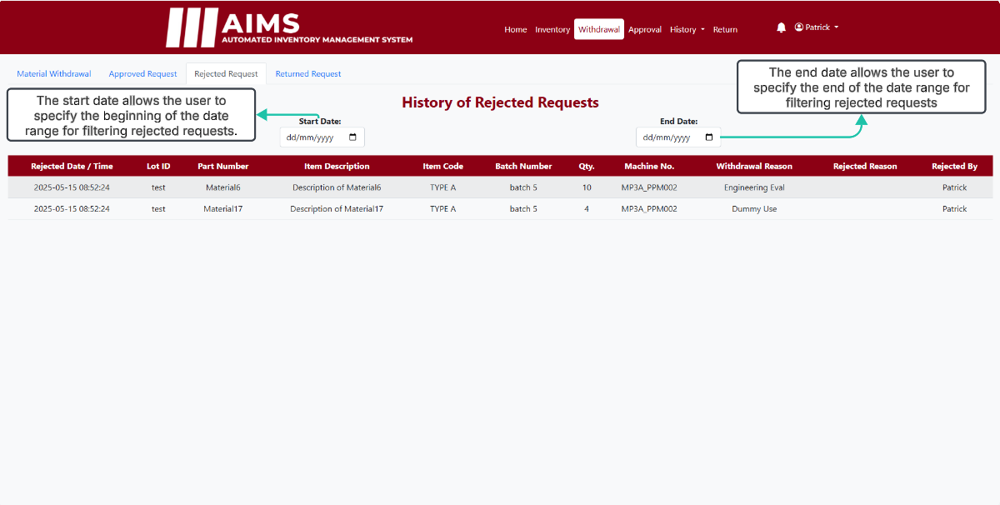 AIMS
AUTOMATED INVENTORY MANAGEMENT SYSTEM
Home Inventory Withdrawal Approval History Return Patrick
Material Withdrawal Approved Request Rejected Request Returned Request
The start date allows the user to
specify the beginning of the date
range for filtering rejected requests.
History of Rejected Requests
The end date allows the user to
specify the end of the date range for
filtering rejected requests
Start Date:
dd/mm/yyyy
End Date:
dd/mm/yyyy
Rejected Date / Time Lot ID Part Number Item Description Item Code Batch Number Qty. Machine No. Withdrawal Reason Rejected Reason Rejected By
2025-05-15 08:52:24 test Material6 Description of Material6 TYPE A batch 5 10 MP3A_PPM002 Engineering Eval Patrick
2025-05-15 08:52:24 test Material17 Description of Material17 TYPE A batch 5 4 MP3A_PPM002 Dummy Use Patrick